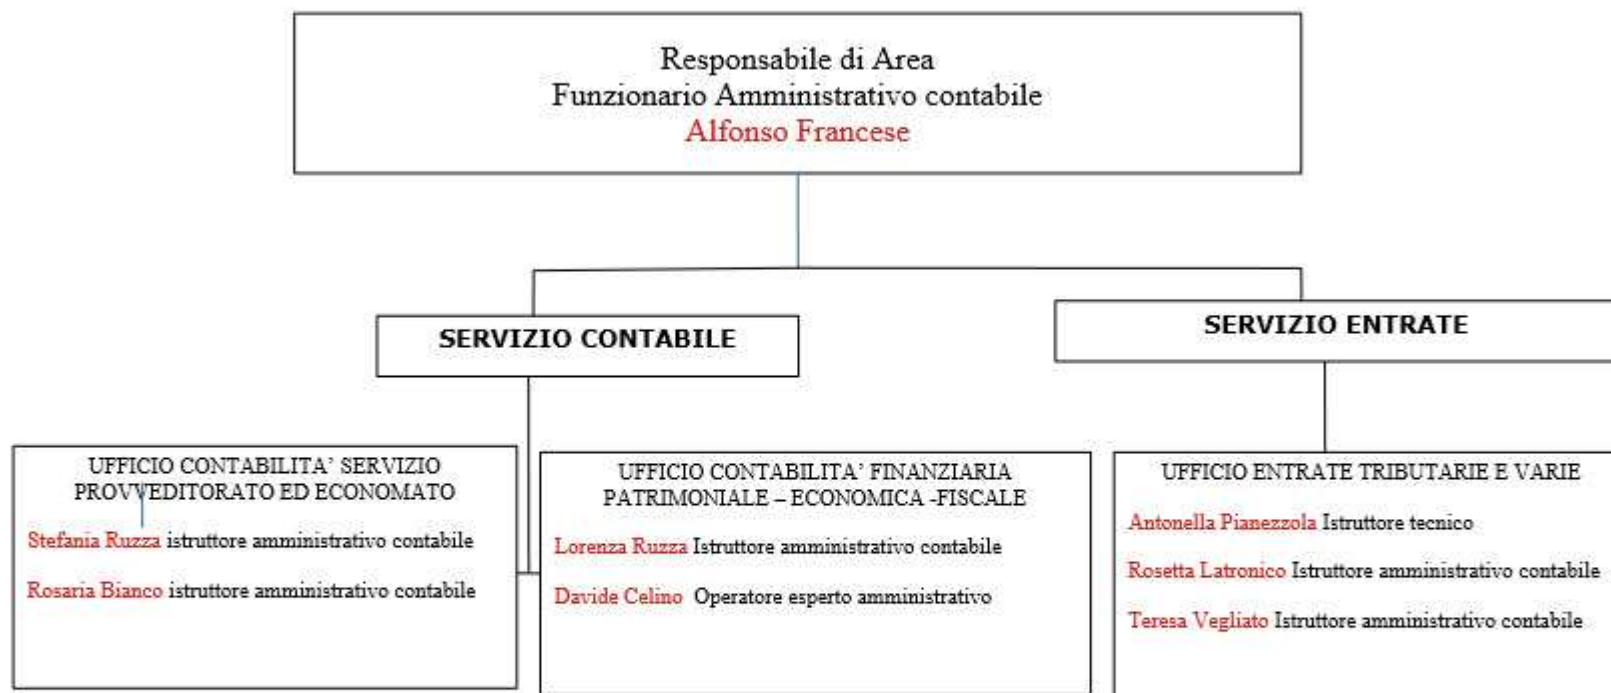 Responsabile di Area
Funzionario Amministrativo contabile
Alfonso Francese
SERVIZIO CONTABILE
SERVIZIO ENTRATE
UFFICIO CONTABILITA’ SERVIZIO
PROVVEDITORATO ED ECONOMATO
Stefania Ruzza istruttore amministrativo contabile
Rosaria Bianco istruttore amministrativo contabile
UFFICIO CONTABILITA’ FINANZIARIA
PATRIMONIALE – ECONOMICA -FISCALE
Lorenza Ruzza Istruttore amministrativo contabile
Davide Celino Operatore esperto amministrativo
UFFICIO ENTRATE TRIBUTARIE E VARIE
Antonella Pianezzola Istruttore tecnico
Rosetta Latronico Istruttore amministrativo contabile
Teresa Vegliato Istruttore amministrativo contabile